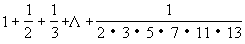 1 + 1/2 + 1/3 + Λ + 1/(2 • 3 • 5 • 7 • 11 • 13)